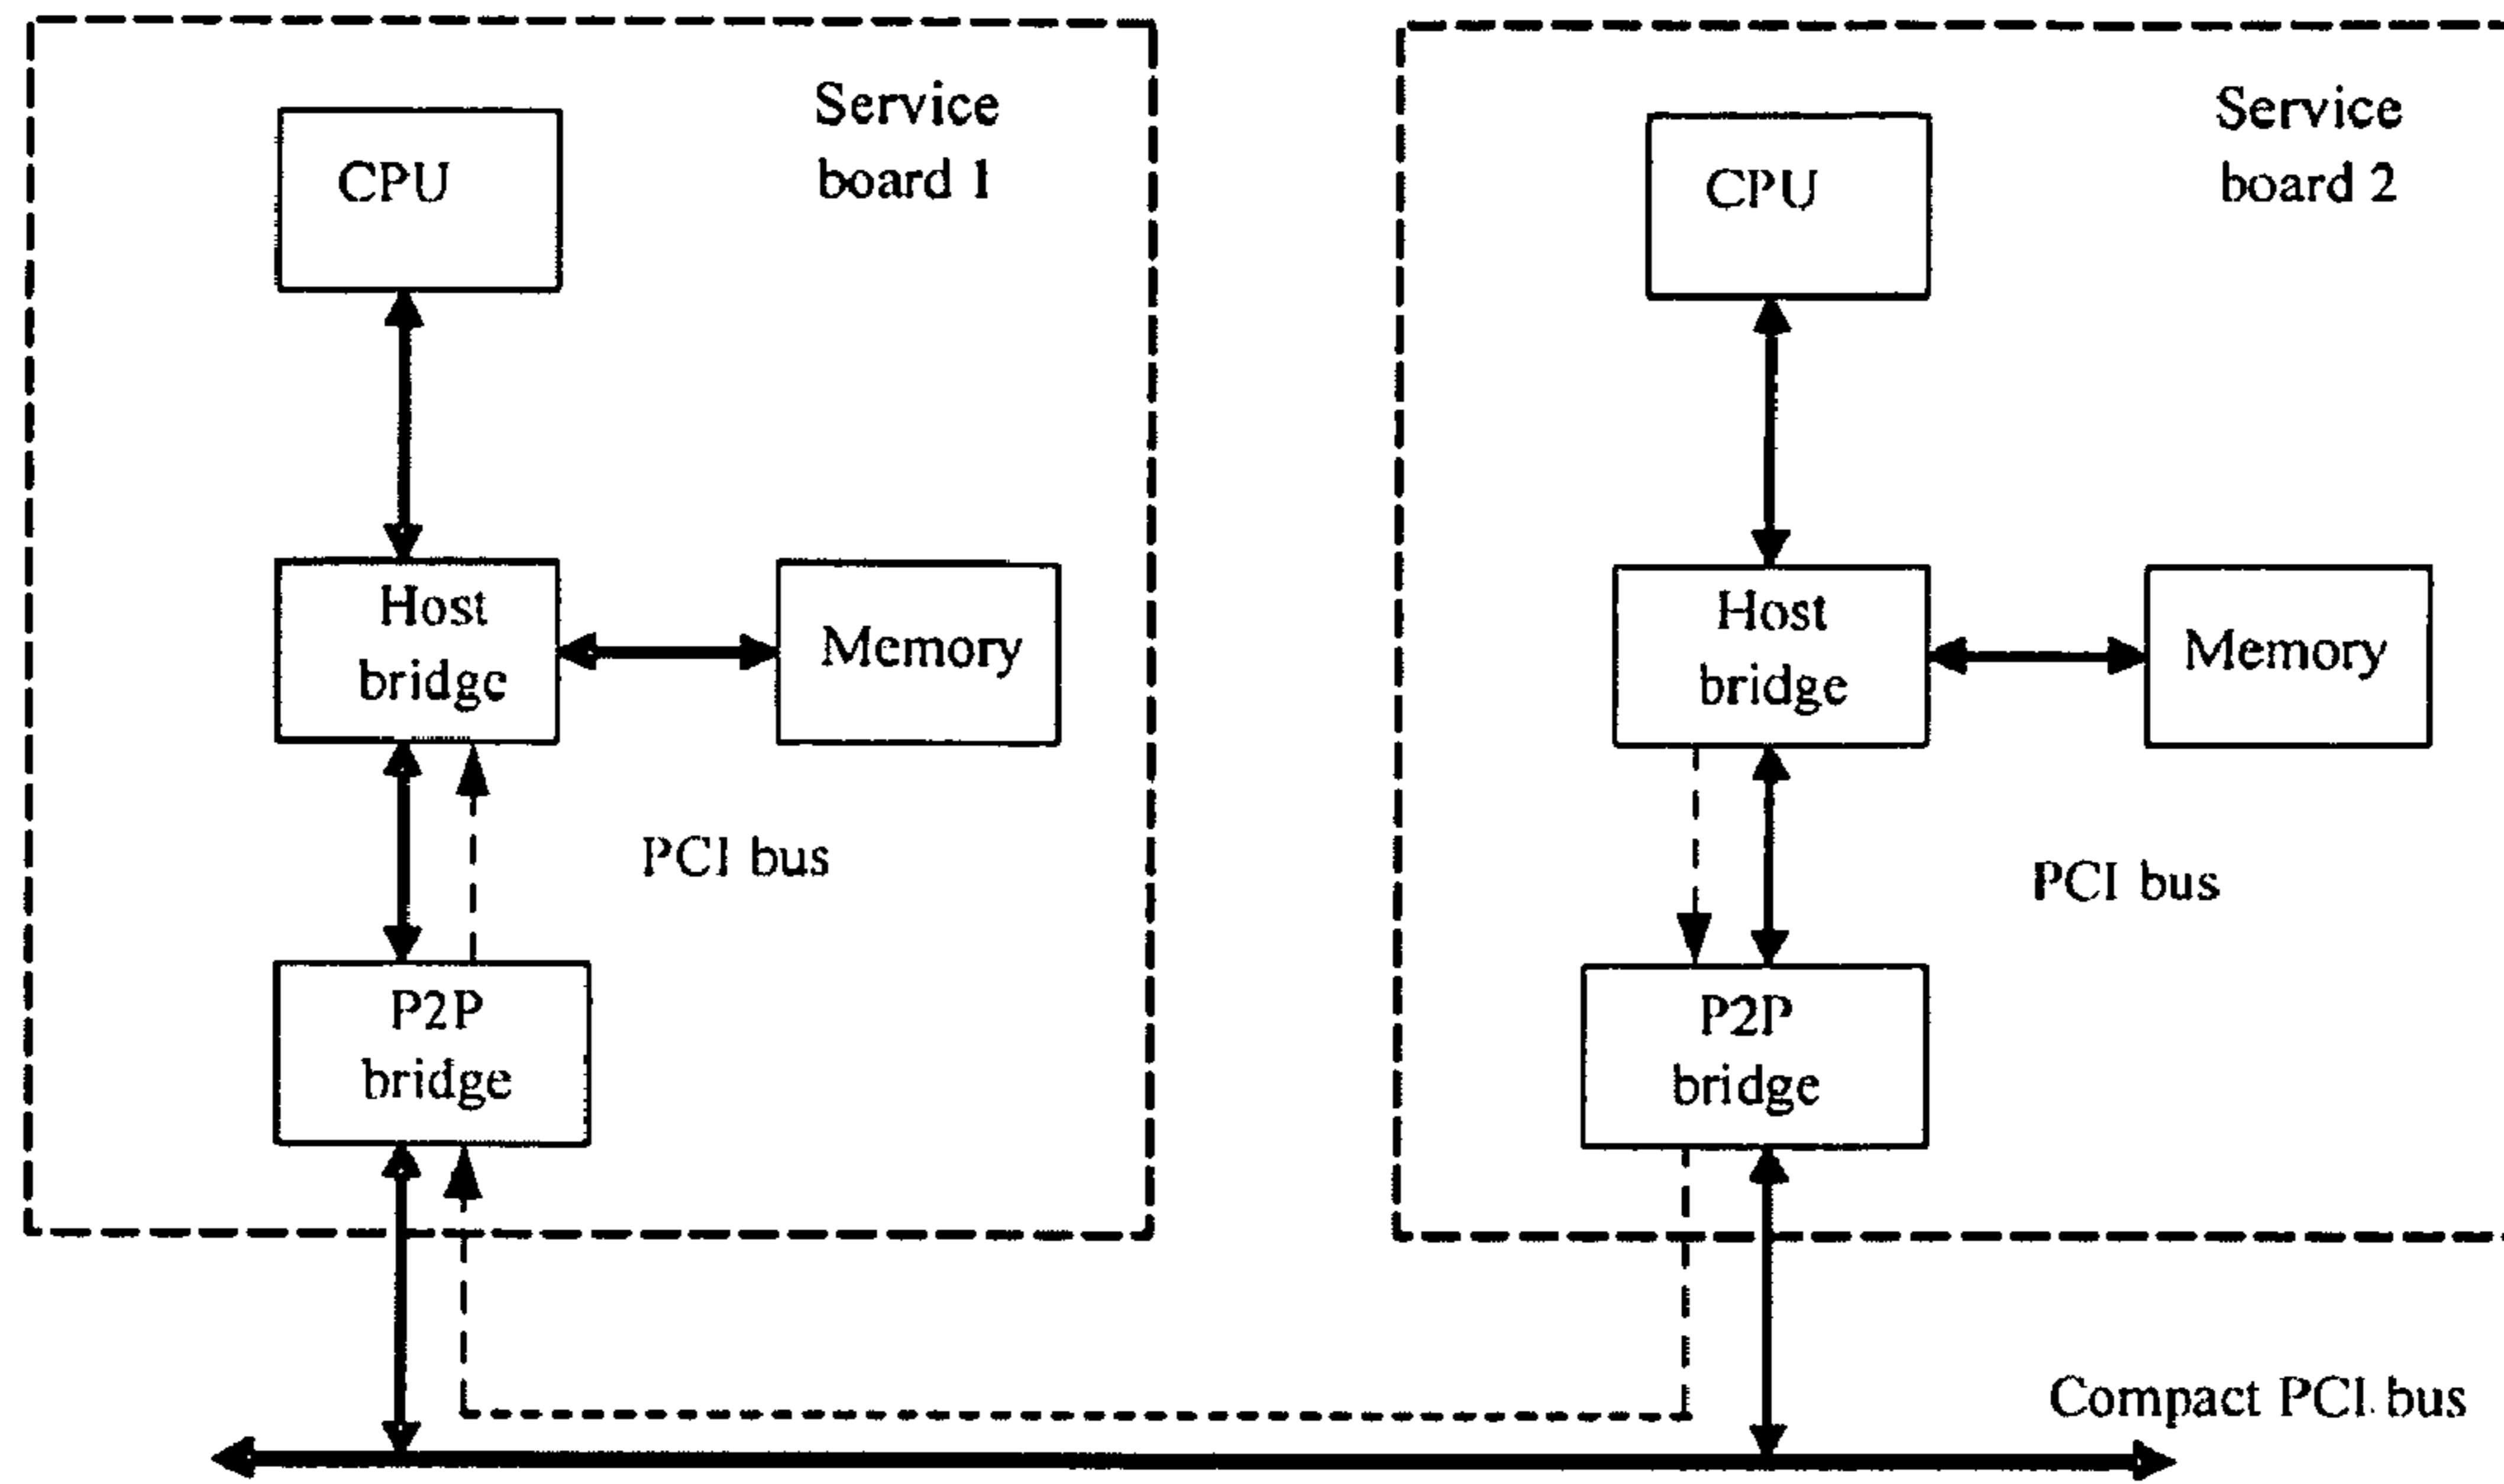 Service
board 1
CPU
Host
bridge
Memory
PCI bus
P2P
bridge
Service
board 2
CPU
Host
bridge
Memory
PCI bus
P2P
bridge
Compact PCI bus